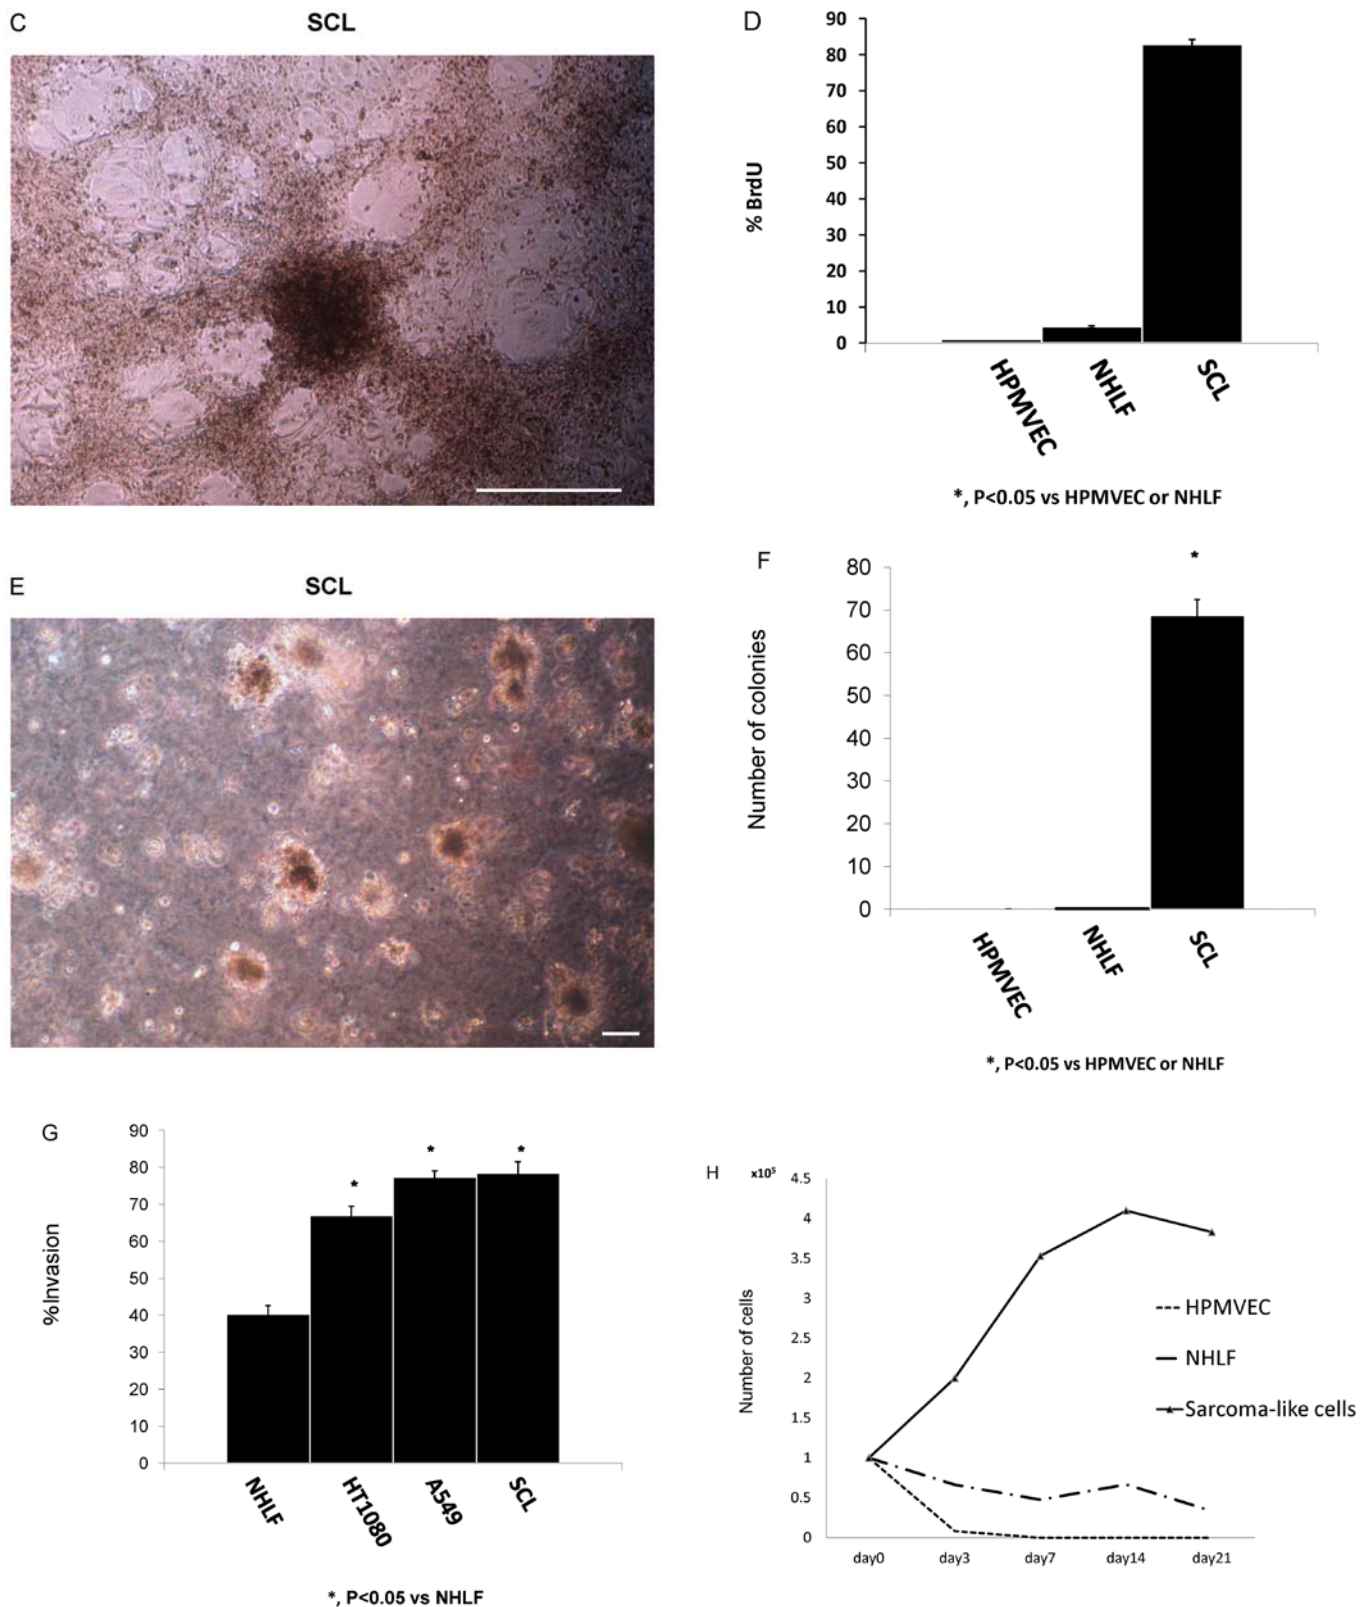 C
SCL
D
90
80
70
60
50
40
30
20
10
0
% BrdU
HPMVEC
NHLF
SCL
*, P<0.05 vs HPMVEC or NHLF
E
SCL
F
*
80
70
60
50
40
30
20
10
0
Number of colonies
HPMVEC
NHLF
SCL
*, P<0.05 vs HPMVEC or NHLF
G
90
80
70
60
50
40
30
20
10
0
%Invasion
*
*
*
NHLF
HT1080
A549
SCL
*, P<0.05 vs NHLF
H
x10⁵
4.5
4
3.5
3
2.5
2
1.5
1
0.5
0
Number of cells
HPMVEC
NHLF
Sarcoma-like cells
day0
day3
day7
day14
day21